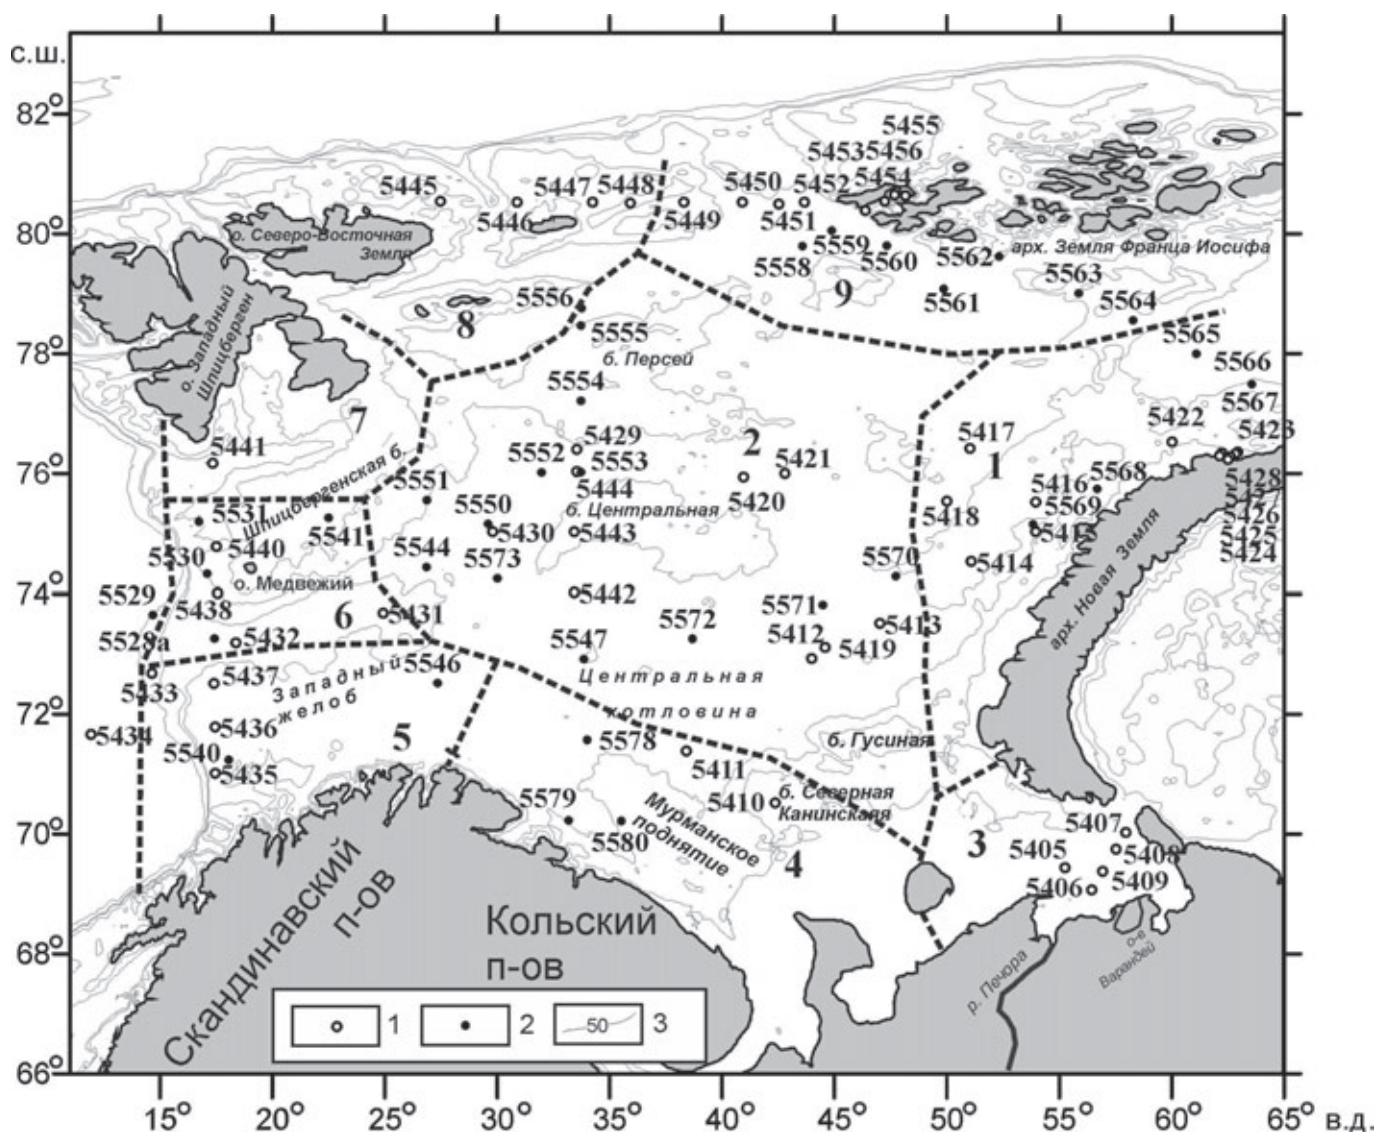 с.ш.
82°
80°
78°
76°
74°
72°
70°
68°
66°
5455
5453 5456
5445 5447 5448 5450 5452 5454
5446 5449 5451
о. Северо-Восточная
Земля
5559 арх. Земля Франца Иосифа
5558 5560 5562 5563
9 5561 5564
о. Западный
Шпицберген
8 5556
5555 5565
б. Персей
5566
5554 5567
7 5422 5423
5441 5429 2 5417
5552 5553 5421 1
5551 5444 5420 5416 5568 5428
Шпицбергенская б.
5550 б. Центральная 5418 5569 5427
5531 5541 5430 5443 5415 5426
5530 5440 5544 5573 5414 5425
5424
о. Медвежий
5570
арх. Новая Земля
5529 5438 5442 5571
6 5431 5572 5412 5413
5528а 5432 5547 5419
5433 5437 5546
Западный
желоб
Центральная
котловина
5434 5436 5 5578 б. Гусиная
5540 5435 5411
5410 б. Северная
Канинская
5579 5580
Мурманское
поднятие
4 3 5407
5405 5408
5406 5409
Скандинавский
п-ов
Кольский
п-ов
р. Печора
о-в
Варандей
1 2 50 3
15° 20° 25° 30° 35° 40° 45° 50° 55° 60° 65° в.д.